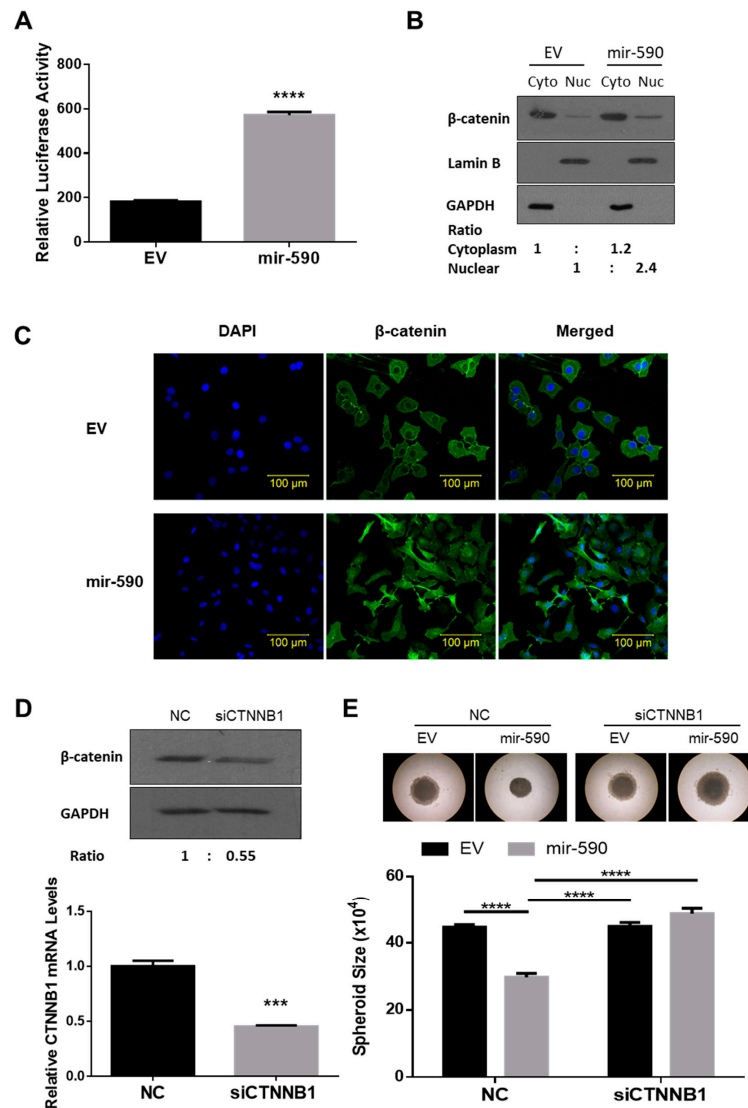 A
Relative Luciferase Activity
800
600
400
200
0
****
EV
mir-590
B
EV mir-590
Cyto Nuc Cyto Nuc
β-catenin
Lamin B
GAPDH
Ratio
Cytoplasm 1 : 1.2
Nuclear 1 : 2.4
C
DAPI β-catenin Merged
EV
100 μm 100 μm 100 μm
mir-590
100 μm 100 μm 100 μm
D
NC siCTNNB1
β-catenin
GAPDH
Ratio 1 : 0.55
Relative CTNNB1 mRNA Levels
1.5
1.0
0.5
0.0
***
NC siCTNNB1
E
NC siCTNNB1
EV mir-590 EV mir-590
EV mir-590
Spheroid Size (x10⁴)
60
40
20
0
****
****
****
NC siCTNNB1